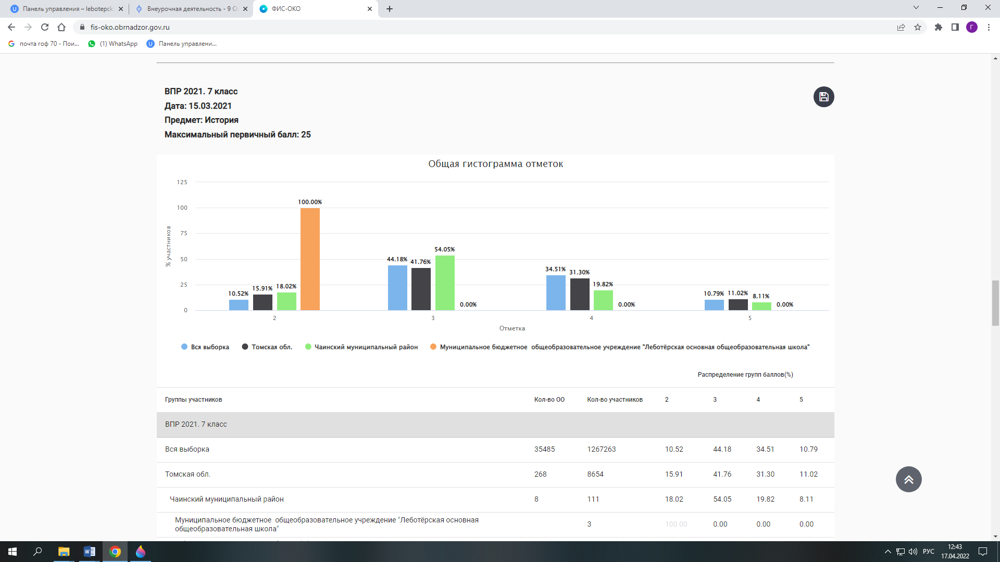 Панель управления – lebotepck
Внеурочная деятельность - 9 О
ФИС-ОКО
fis-oko.obrnadzor.gov.ru
Г
почта гоф 70 - Пои...
(1) WhatsApp
Панель управлени...
ВПР 2021. 7 класс
Дата: 15.03.2021
Предмет: История
Максимальный первичный балл: 25
Общая гистограмма отметок
125
100
75
50
25
0
% участников
10.52% 15.91% 18.02% 100.00%
44.18% 41.76% 54.05% 0.00%
34.51% 31.30% 19.82% 0.00%
10.79% 11.02% 8.11% 0.00%
2 3 4 5
Отметка
Вся выборка Томская обл. Чаинский муниципальный район Муниципальное бюджетное общеобразовательное учреждение "Леботёрская основная общеобразовательная школа"
Распределение групп баллов(%)
Группы участников Кол-во ОО Кол-во участников 2 3 4 5
ВПР 2021. 7 класс
Вся выборка 35485 1267263 10.52 44.18 34.51 10.79
Томская обл. 268 8654 15.91 41.76 31.30 11.02
Чаинский муниципальный район 8 111 18.02 54.05 19.82 8.11
Муниципальное бюджетное общеобразовательное учреждение "Леботёрская основная
общеобразовательная школа" 3 100.00 0.00 0.00 0.00
РУС
12:43
17.04.2022